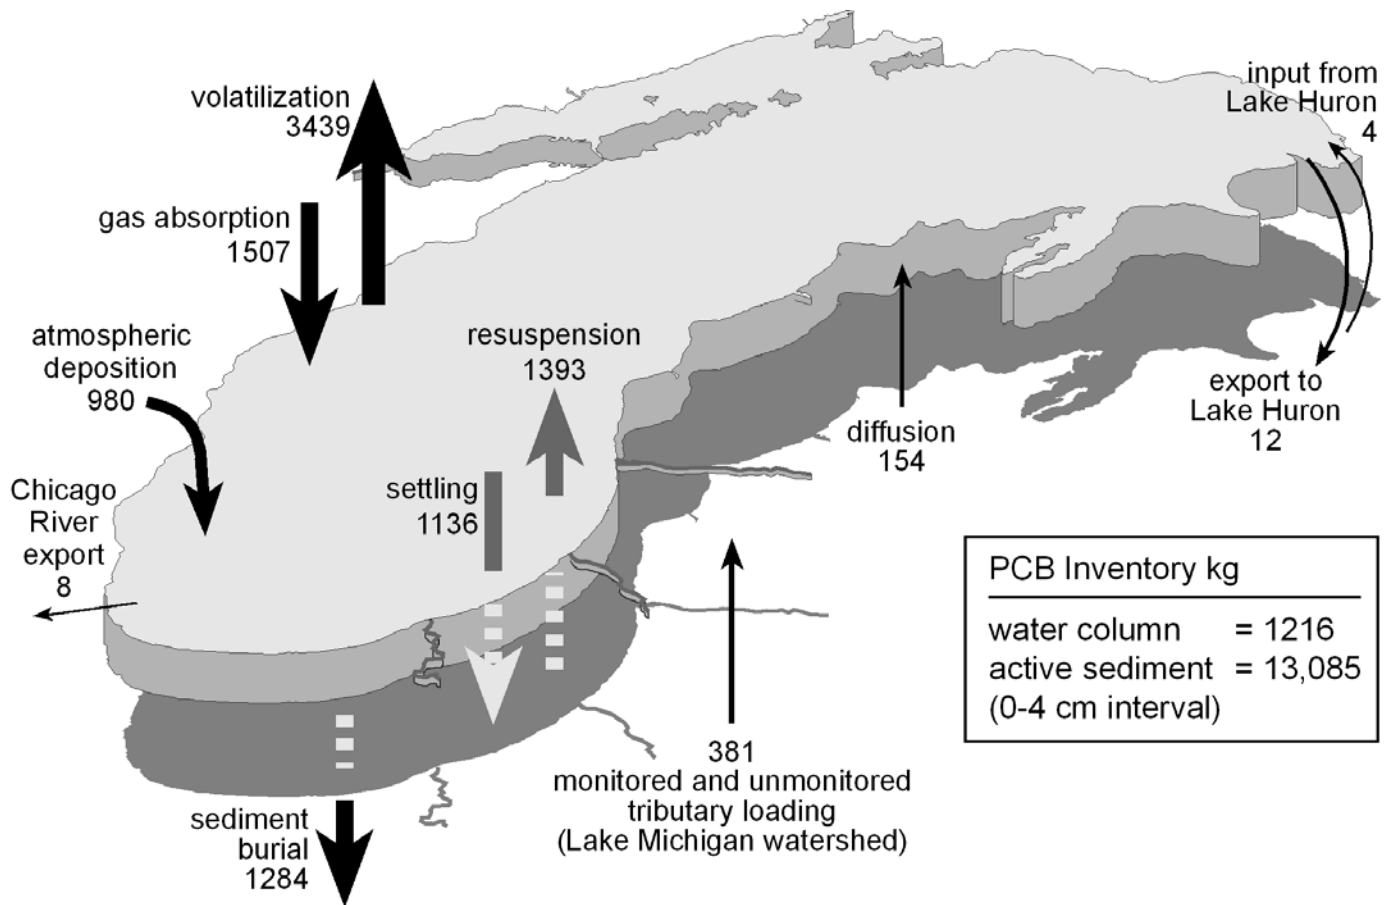 volatilization
3439
gas absorption
1507
atmospheric
deposition
980
Chicago
River
export
8
resuspension
1393
settling
1136
input from
Lake Huron
4
export to
Lake Huron
12
diffusion
154
381
monitored and unmonitored
tributary loading
(Lake Michigan watershed)
sediment
burial
1284
PCB Inventory kg
water column = 1216
active sediment = 13,085
(0-4 cm interval)